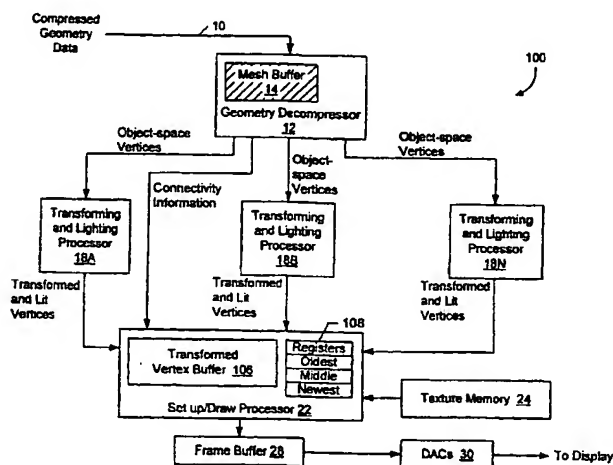 Compressed
Geometry
Data
10
100
Mesh Buffer
14
Geometry Decompressor
12
Object-space
Vertices
Connectivity
Information
Object-space
Vertices
Object-space
Vertices
Transforming
and Lighting
Processor
18A
Transforming
and Lighting
Processor
18B
Transforming
and Lighting
Processor
18N
Transformed
and Lit
Vertices
Transformed
and Lit
Vertices
Transformed
and Lit
Vertices
108
Transformed
Vertex Buffer 106
Registers
Oldest
Middle
Newest
Set up/Draw Processor 22
Texture Memory 24
Frame Buffer 28
DACs 30
To Display